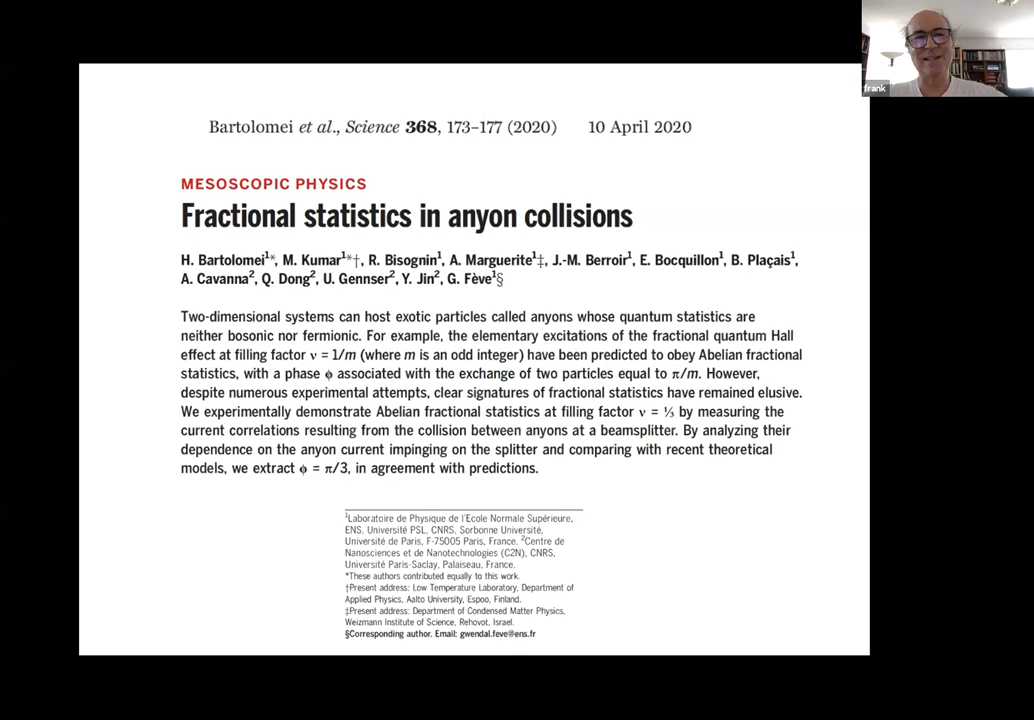 frank
Bartolomei et al., Science 368, 173–177 (2020) 10 April 2020
MESOSCOPIC PHYSICS
Fractional statistics in anyon collisions
H. Bartolomei¹*, M. Kumar¹*†, R. Bisognin¹, A. Marguerite¹‡, J.-M. Berroir¹, E. Bocquillon¹, B. Plaçais¹,
A. Cavanna², Q. Dong², U. Gennser², Y. Jin², G. Fève¹§
Two-dimensional systems can host exotic particles called anyons whose quantum statistics are
neither bosonic nor fermionic. For example, the elementary excitations of the fractional quantum Hall
effect at filling factor ν = 1/m (where m is an odd integer) have been predicted to obey Abelian fractional
statistics, with a phase ϕ associated with the exchange of two particles equal to π/m. However,
despite numerous experimental attempts, clear signatures of fractional statistics have remained elusive.
We experimentally demonstrate Abelian fractional statistics at filling factor ν = ⅓ by measuring the
current correlations resulting from the collision between anyons at a beamsplitter. By analyzing their
dependence on the anyon current impinging on the splitter and comparing with recent theoretical
models, we extract ϕ = π/3, in agreement with predictions.
¹Laboratoire de Physique de l'Ecole Normale Supérieure,
ENS, Université PSL, CNRS, Sorbonne Université,
Université de Paris, F-75005 Paris, France. ²Centre de
Nanosciences et de Nanotechnologies (C2N), CNRS,
Université Paris-Saclay, Palaiseau, France.
*These authors contributed equally to this work.
†Present address: Low Temperature Laboratory, Department of
Applied Physics, Aalto University, Espoo, Finland.
‡Present address: Department of Condensed Matter Physics,
Weizmann Institute of Science, Rehovot, Israel.
§Corresponding author. Email: gwendal.feve@ens.fr